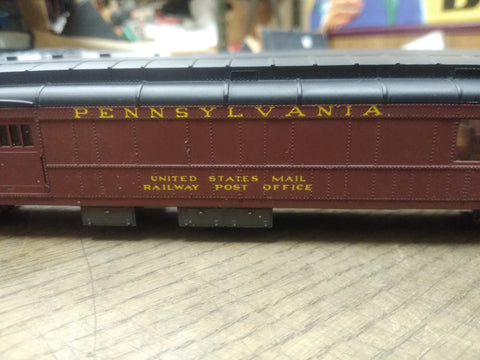 PENNSYLVANIA
UNITED STATES MAIL
RAILWAY POST OFFICE